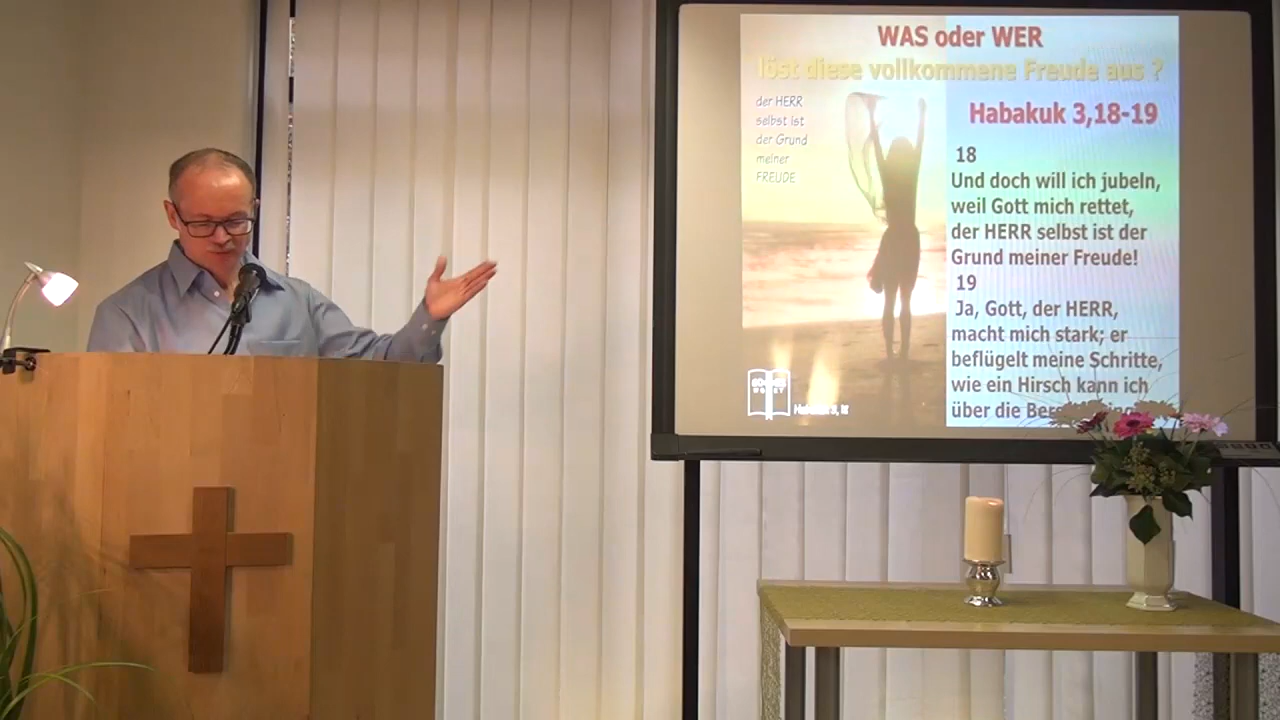 WAS oder WER
löst diese vollkommene Freude aus ?
der HERR
selbst ist
der Grund
meiner
FREUDE
Habakuk 3,18-19
18
Und doch will ich jubeln,
weil Gott mich rettet,
der HERR selbst ist der
Grund meiner Freude!
19
Ja, Gott, der HERR,
macht mich stark; er
beflügelt meine Schritte,
wie ein Hirsch kann ich
über die